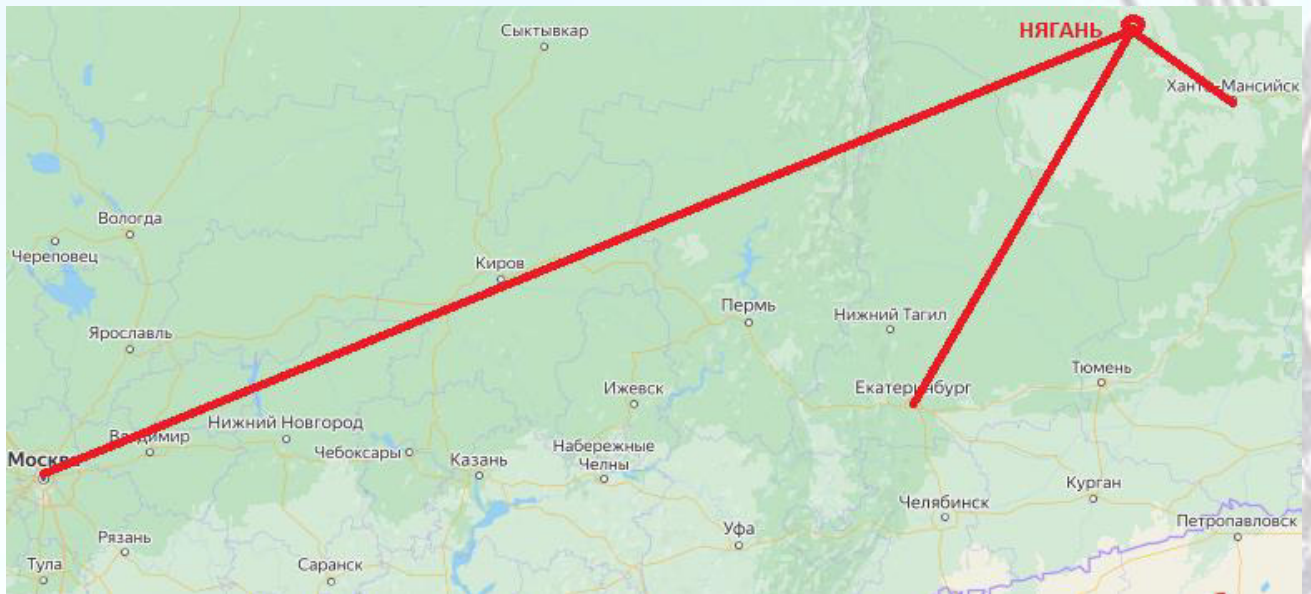 Сыктывкар
НЯГАНЬ
Ханты-Мансийск
Вологда
Череповец
Киров
Пермь
Нижний Тагил
Ярославль
Тюмень
Ижевск
Екатеринбург
Нижний Новгород
Владимир
Чебоксары
Набережные
Челны
Москва
Казань
Курган
Челябинск
Петропавловск
Уфа
Рязань
Тула
Саранск